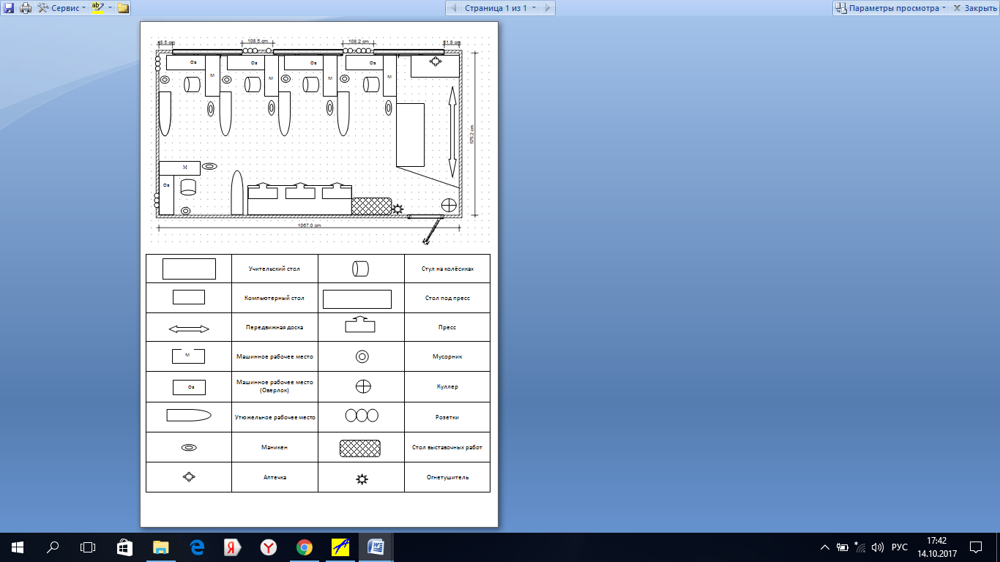 Сервис
Страница 1 из 1
Параметры просмотра
Закрыть
48.5 cm
108.5 cm
108.2 cm
51.8 cm
Ов
М
Ов
М
Ов
М
Ов
М
575.2 cm
М
Ов
1067.0 cm
Учительский стол
Стул на колёсиках
Компьютерный стол
Стол под пресс
Передвижная доска
Пресс
М
Машинное рабочее место
Мусорник
Ов
Машинное рабочее место
(Оверлок)
Куллер
Утюжельное рабочее место
Розетки
Маникен
Стол выставочных работ
Аптечка
Огнетушитель
РУС
17:42
14.10.2017